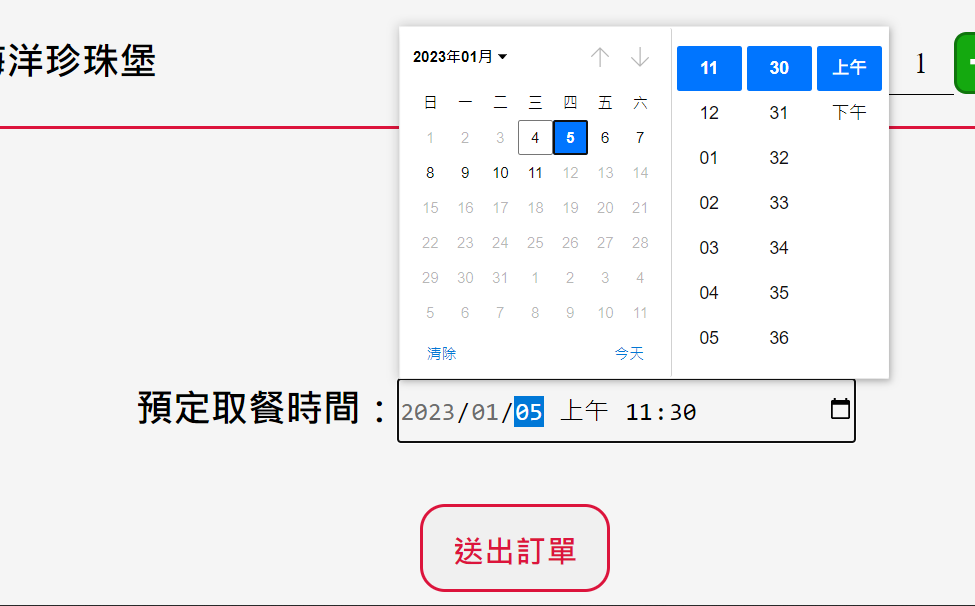 洋珍珠堡
1
2023年01月
日 一 二 三 四 五 六
1 2 3 4 5 6 7
8 9 10 11 12 13 14
15 16 17 18 19 20 21
22 23 24 25 26 27 28
29 30 31 1 2 3 4
5 6 7 8 9 10 11
清除 今天
11 30 上午
12 31 下午
01 32
02 33
03 34
04 35
05 36
預定取餐時間：2023/01/05 上午 11:30
送出訂單